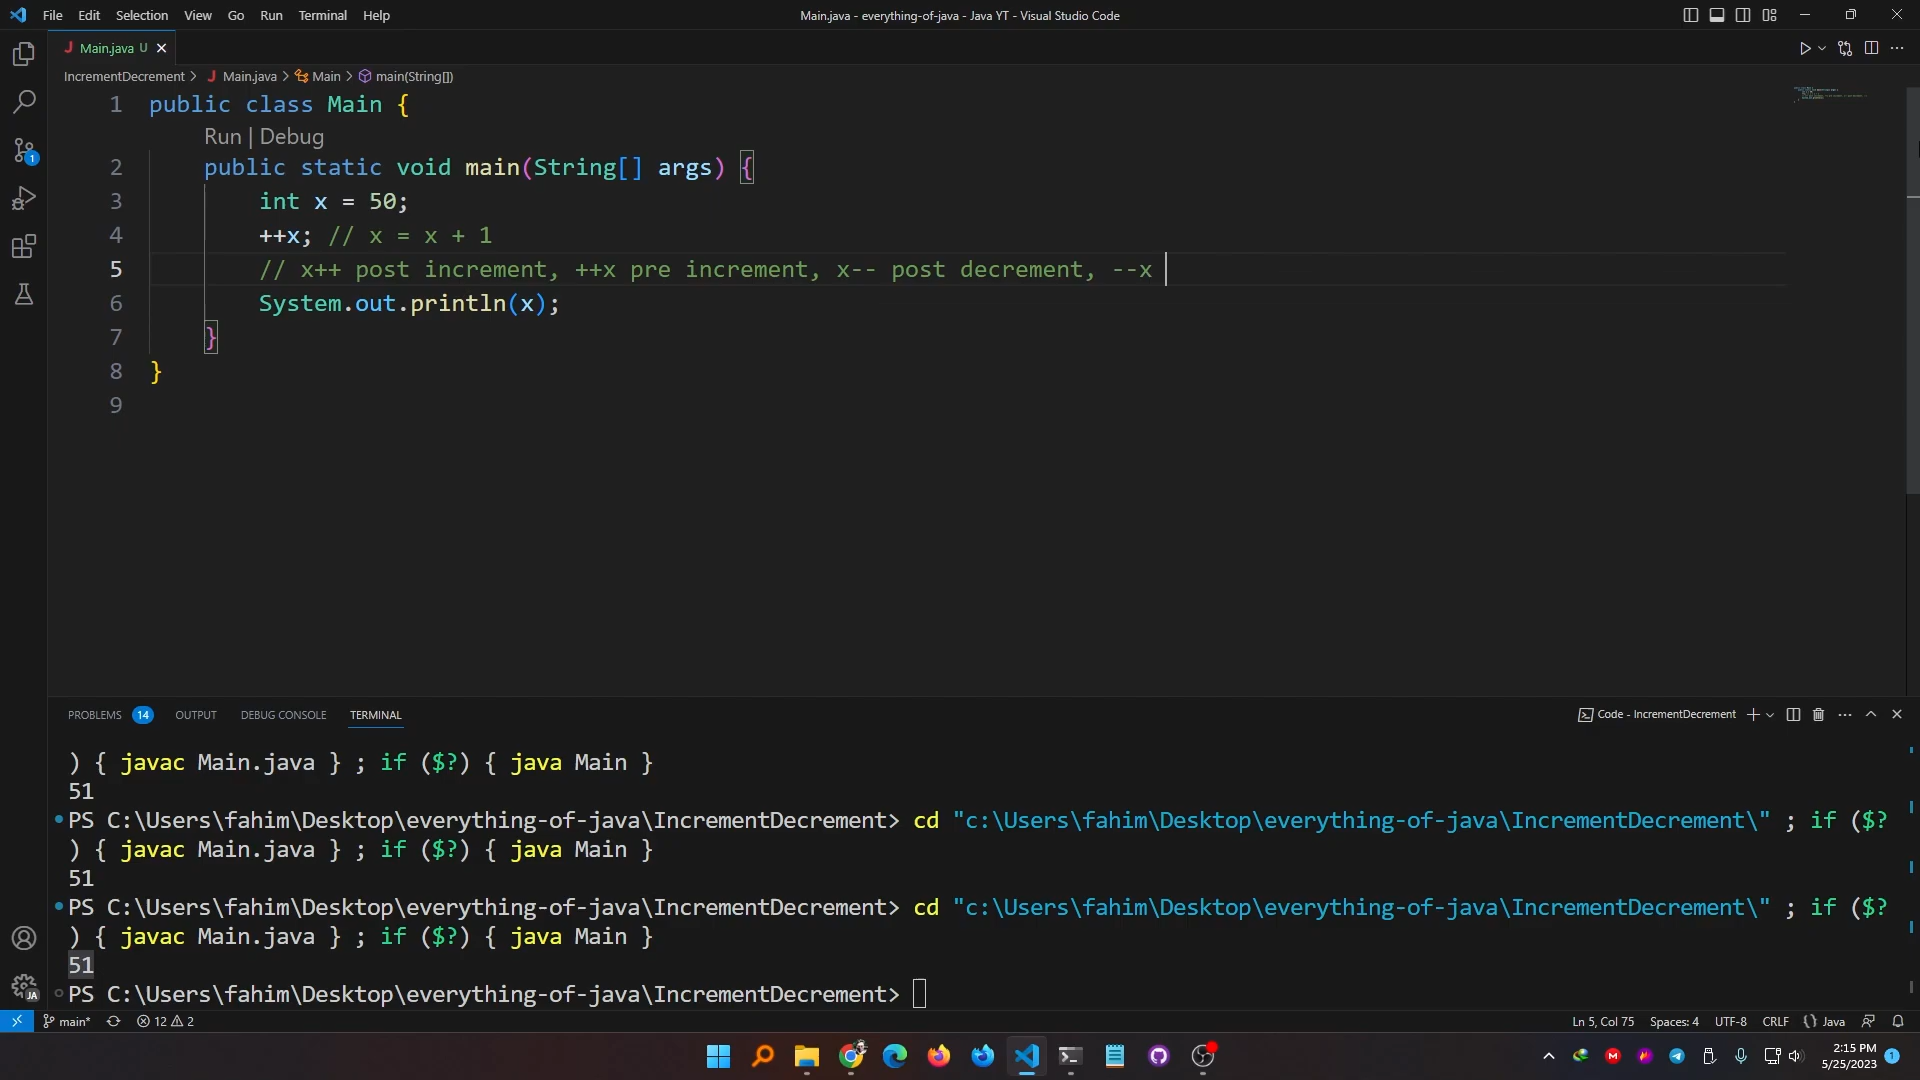 File Edit Selection View Go Run Terminal Help
Main.java - everything-of-java - Java YT - Visual Studio Code
J Main.java U
IncrementDecrement > J Main.java > Main > main(String[])
1 public class Main {
Run | Debug
2 public static void main(String[] args) {
3 int x = 50;
4 ++x; // x = x + 1
5 // x++ post increment, ++x pre increment, x-- post decrement, --x
6 System.out.println(x);
7 }
8 }
9
PROBLEMS 14 OUTPUT DEBUG CONSOLE TERMINAL
Code - IncrementDecrement
) { javac Main.java } ; if ($?) { java Main }
51
PS C:\Users\fahim\Desktop\everything-of-java\IncrementDecrement> cd "c:\Users\fahim\Desktop\everything-of-java\IncrementDecrement\" ; if ($?
) { javac Main.java } ; if ($?) { java Main }
51
PS C:\Users\fahim\Desktop\everything-of-java\IncrementDecrement> cd "c:\Users\fahim\Desktop\everything-of-java\IncrementDecrement\" ; if ($?
) { javac Main.java } ; if ($?) { java Main }
51
PS C:\Users\fahim\Desktop\everything-of-java\IncrementDecrement>
1
JA
main* 12 2
Ln 5, Col 75 Spaces: 4 UTF-8 CRLF {} Java
2:15 PM
5/25/2023
1